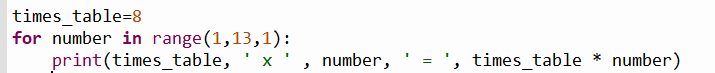 times_table=8
for number in range(1,13,1):
    print(times_table, ' x ' , number, ' = ', times_table * number)